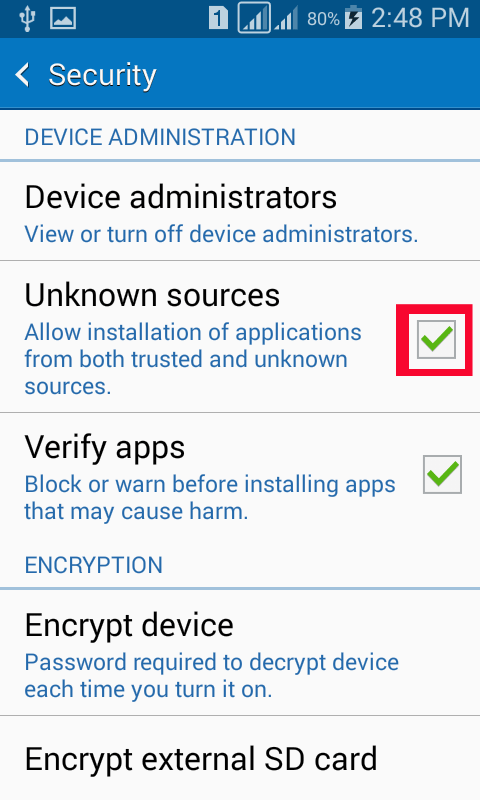 1 80% 2:48 PM
Security
DEVICE ADMINISTRATION
Device administrators
View or turn off device administrators.
Unknown sources
Allow installation of applications
from both trusted and unknown
sources.
Verify apps
Block or warn before installing apps
that may cause harm.
ENCRYPTION
Encrypt device
Password required to decrypt device
each time you turn it on.
Encrypt external SD card